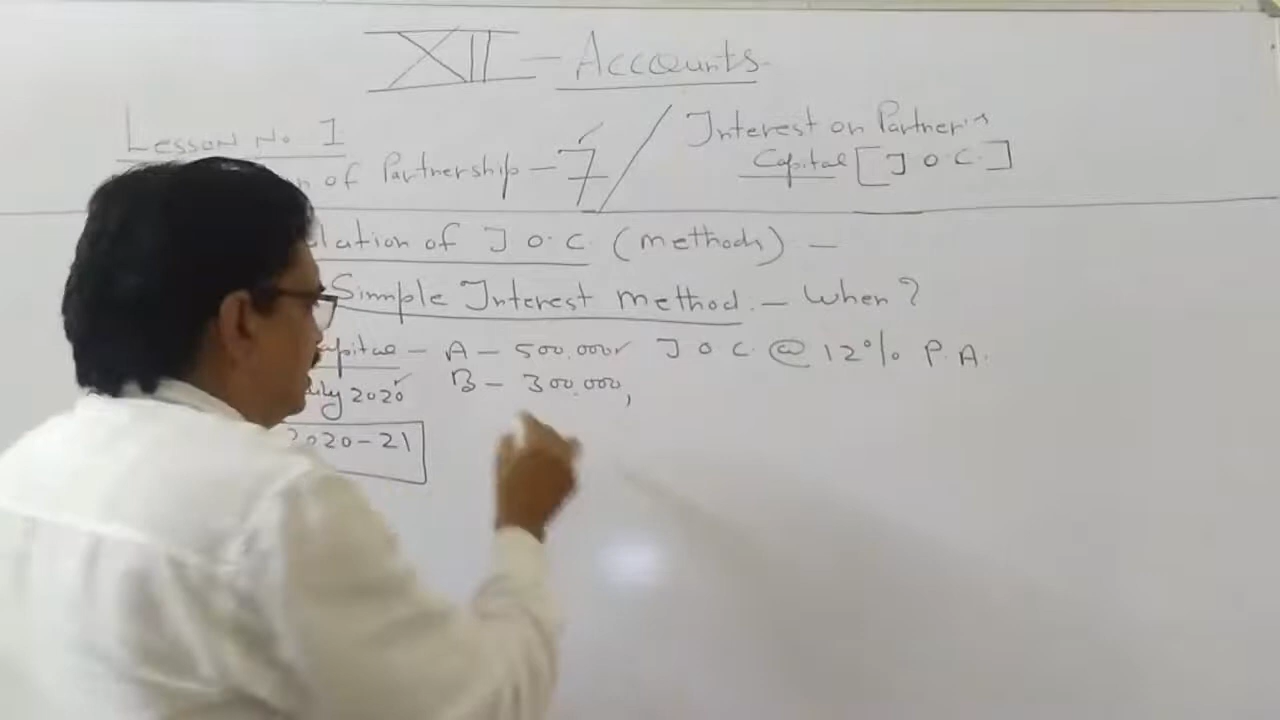 XII - Accounts
Lesson No. 1
of Partnership - 7 / Interest on Partner's
Capital [I O.C.]
lation of I O.C. (methods) -
Simple Interest method. - When?
apital - A - 500,000 I O C. @ 12% P.A.
July 2020 B - 300,000,
2020-21